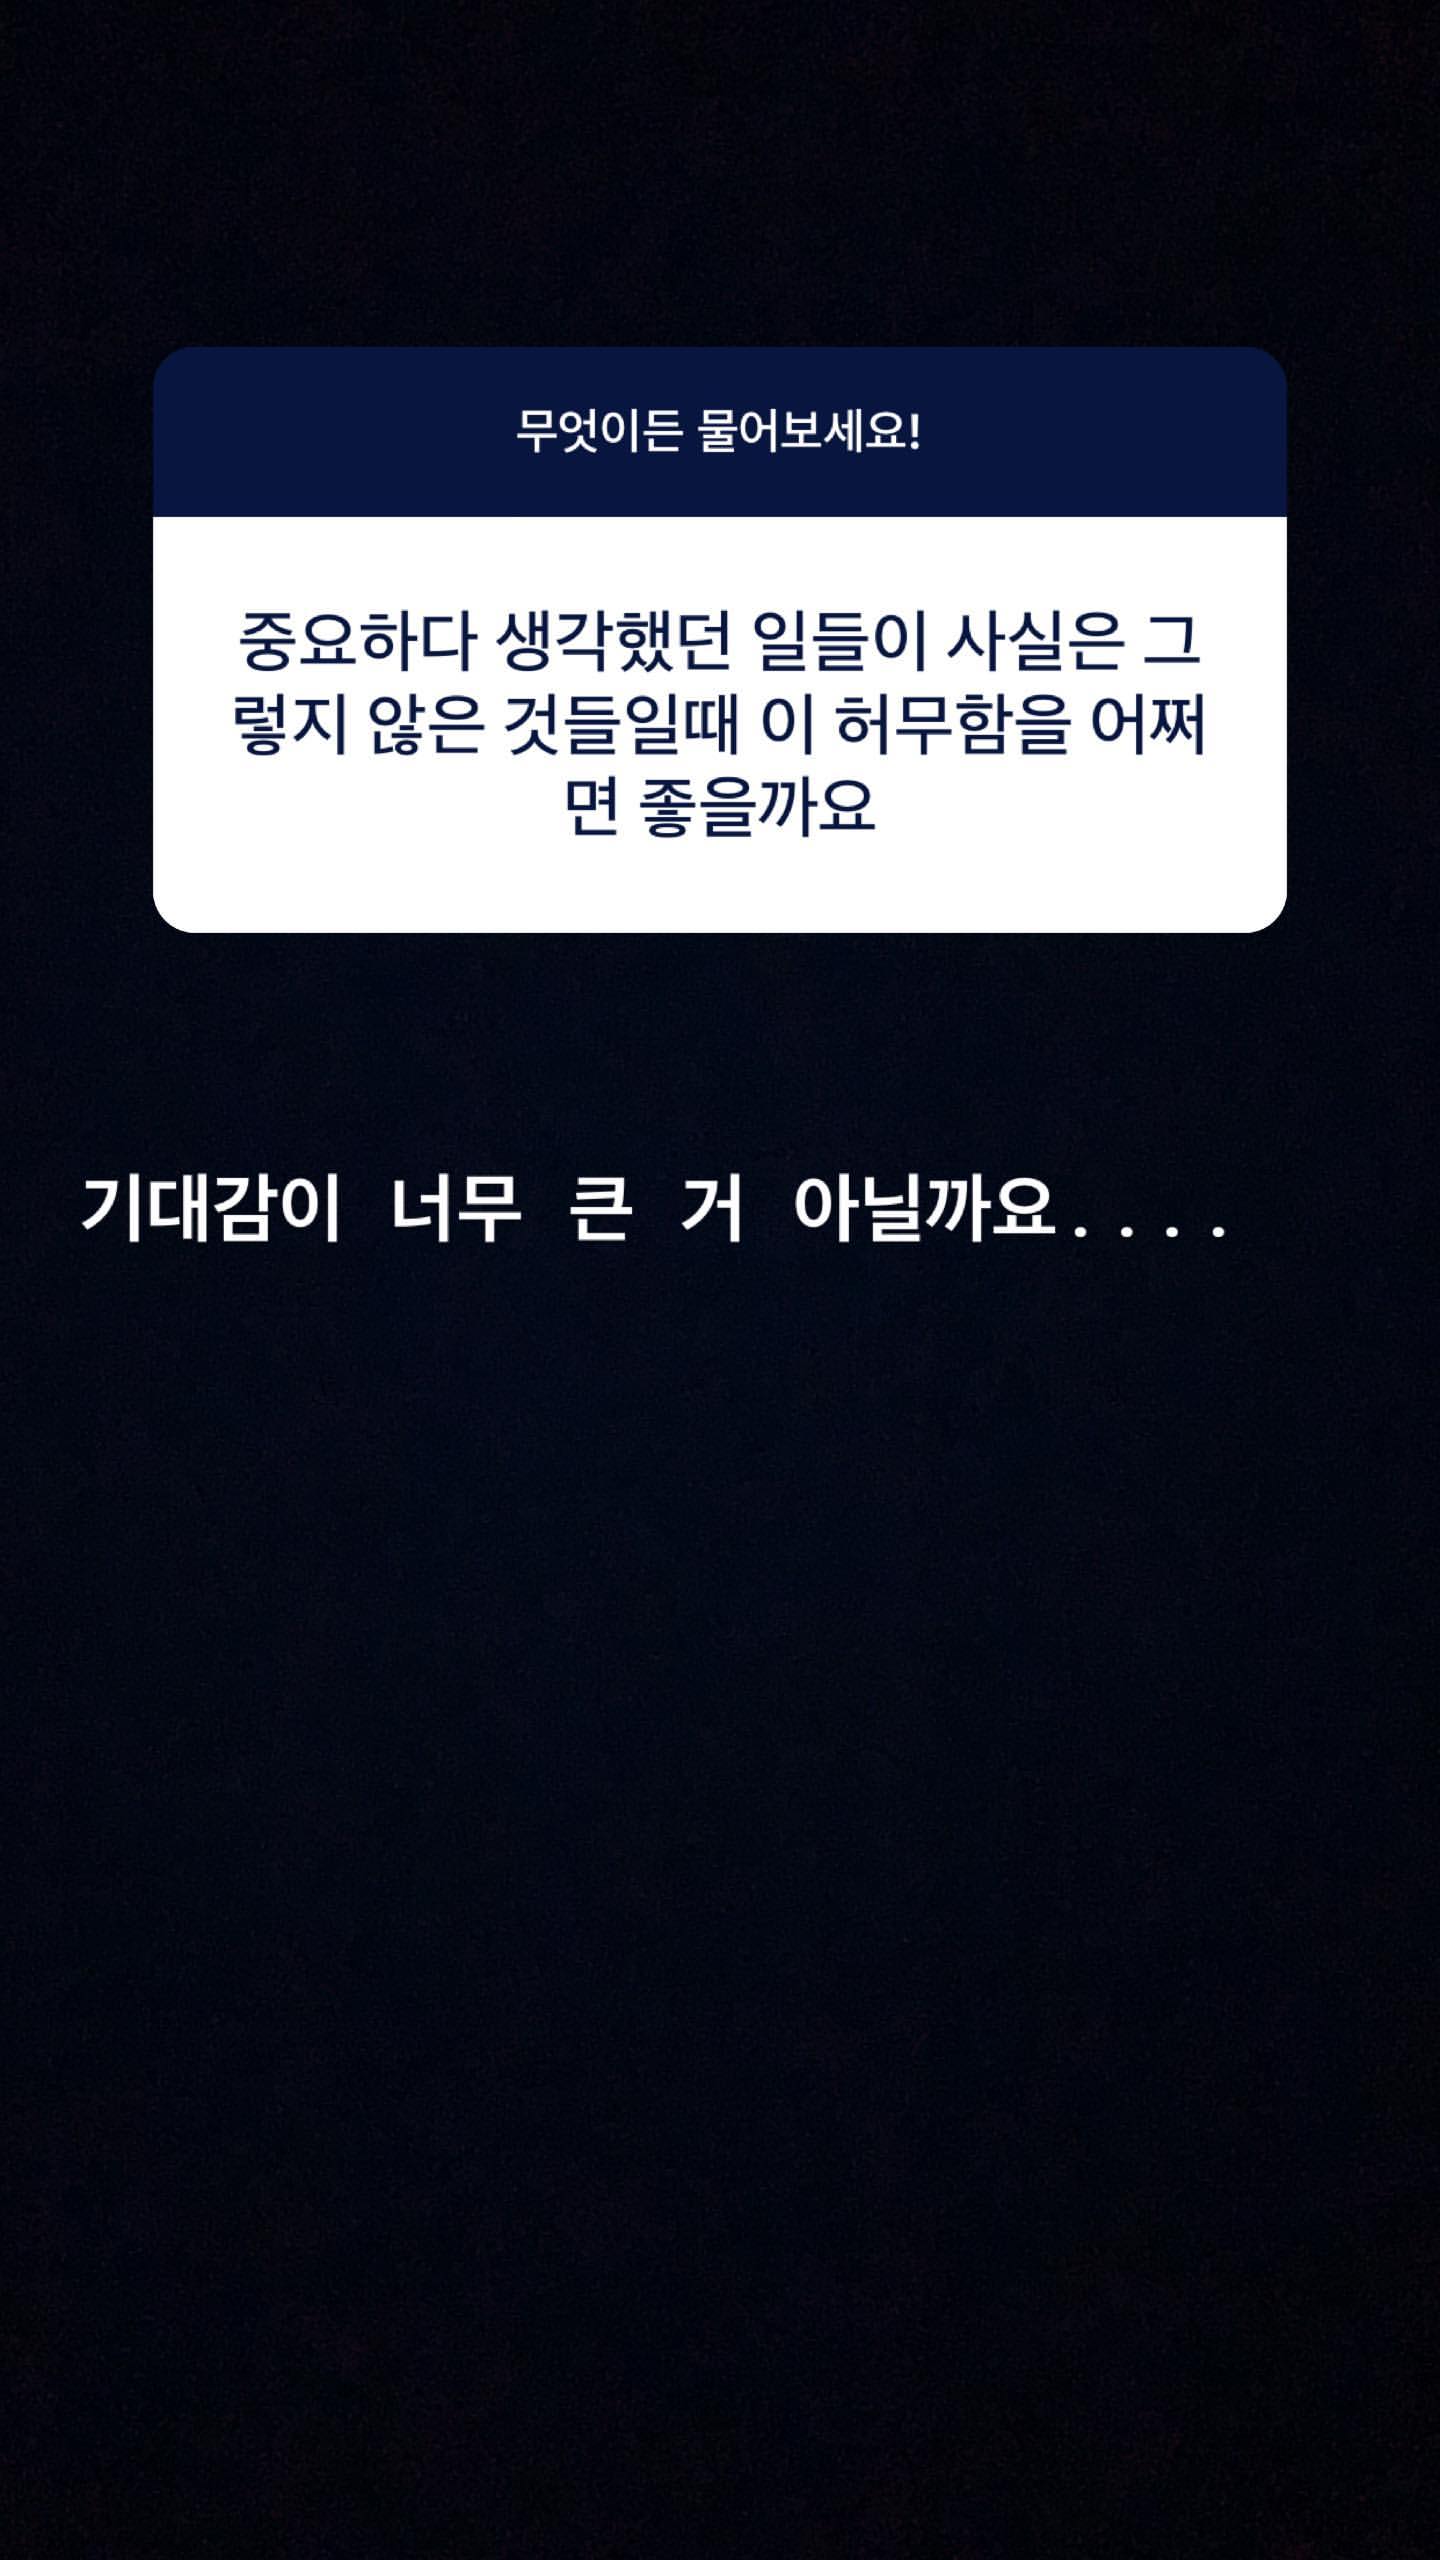 무엇이든 물어보세요!
중요하다 생각했던 일들이 사실은 그
렇지 않은 것들일때 이 허무함을 어쩌
면 좋을까요
기대감이 너무 큰 거 아닐까요....